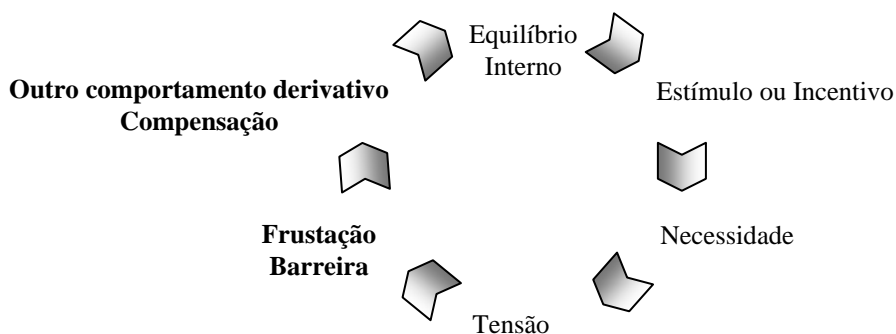 Equilíbrio
Interno
Estímulo ou Incentivo
Necessidade
Tensão
Frustação
Barreira
Outro comportamento derivativo
Compensação